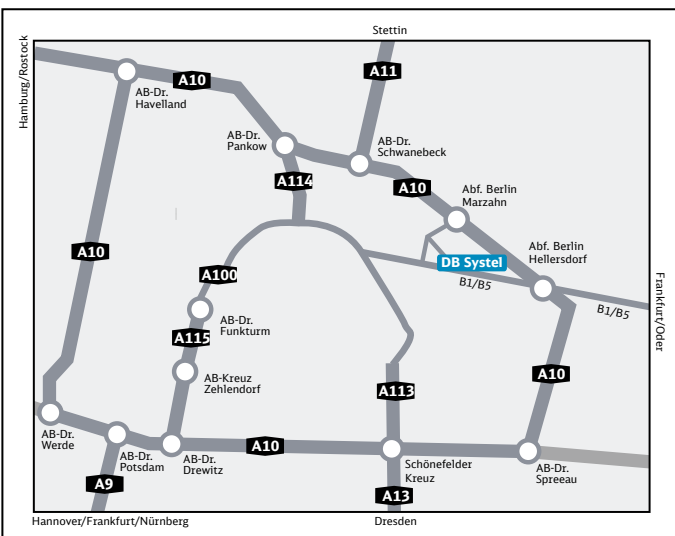 Stettin
Hamburg/Rostock
A11
A10
AB-Dr.
Havelland
AB-Dr.
Pankow
AB-Dr.
Schwanebeck
A114
A10
Abf. Berlin
Marzahn
A10
A100
DB Systel
B1/B5
Abf. Berlin
Hellersdorf
B1/B5
Frankfurt/Oder
AB-Dr.
Funkturm
A115
AB-Kreuz
Zehlendorf
A113
A10
AB-Dr.
Werde
AB-Dr.
Potsdam
AB-Dr.
Drewitz
A10
Schönefelder
Kreuz
AB-Dr.
Spreeau
A9
A13
Hannover/Frankfurt/Nürnberg
Dresden